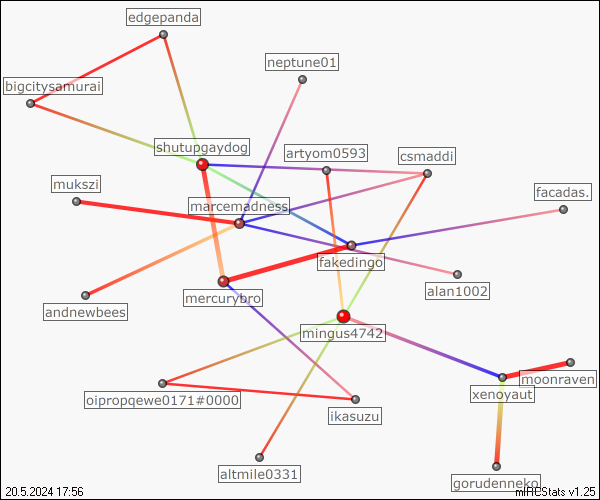 edgepanda
neptune01
bigcitysamurai
shutupgaydog
artyom0593
csmaddi
mukszi
facadas.
marcemadness
fakedingo
alan1002
mercurybro
andnewbees
mingus4742
moonraven
xenoyaut
oipropqewe0171#0000
ikasuzu
altmile0331
gorudenneko
20.5.2024 17:56
mIRCStats v1.25